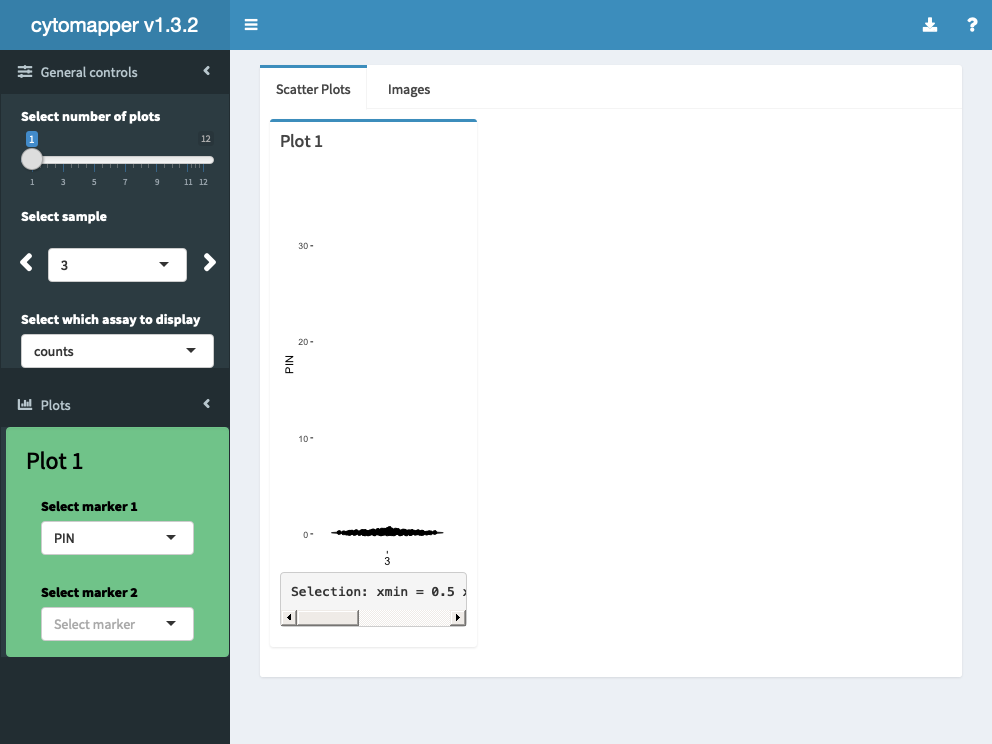 cytomapper v1.3.2
General controls
Select number of plots
1
12
1 3 5 7 9 11 12
Select sample
3
Select which assay to display
counts
Plots
Plot 1
Select marker 1
PIN
Select marker 2
Select marker
?
Scatter Plots
Images
Plot 1
30
20
PIN
10
0
3
Selection: xmin = 0.5